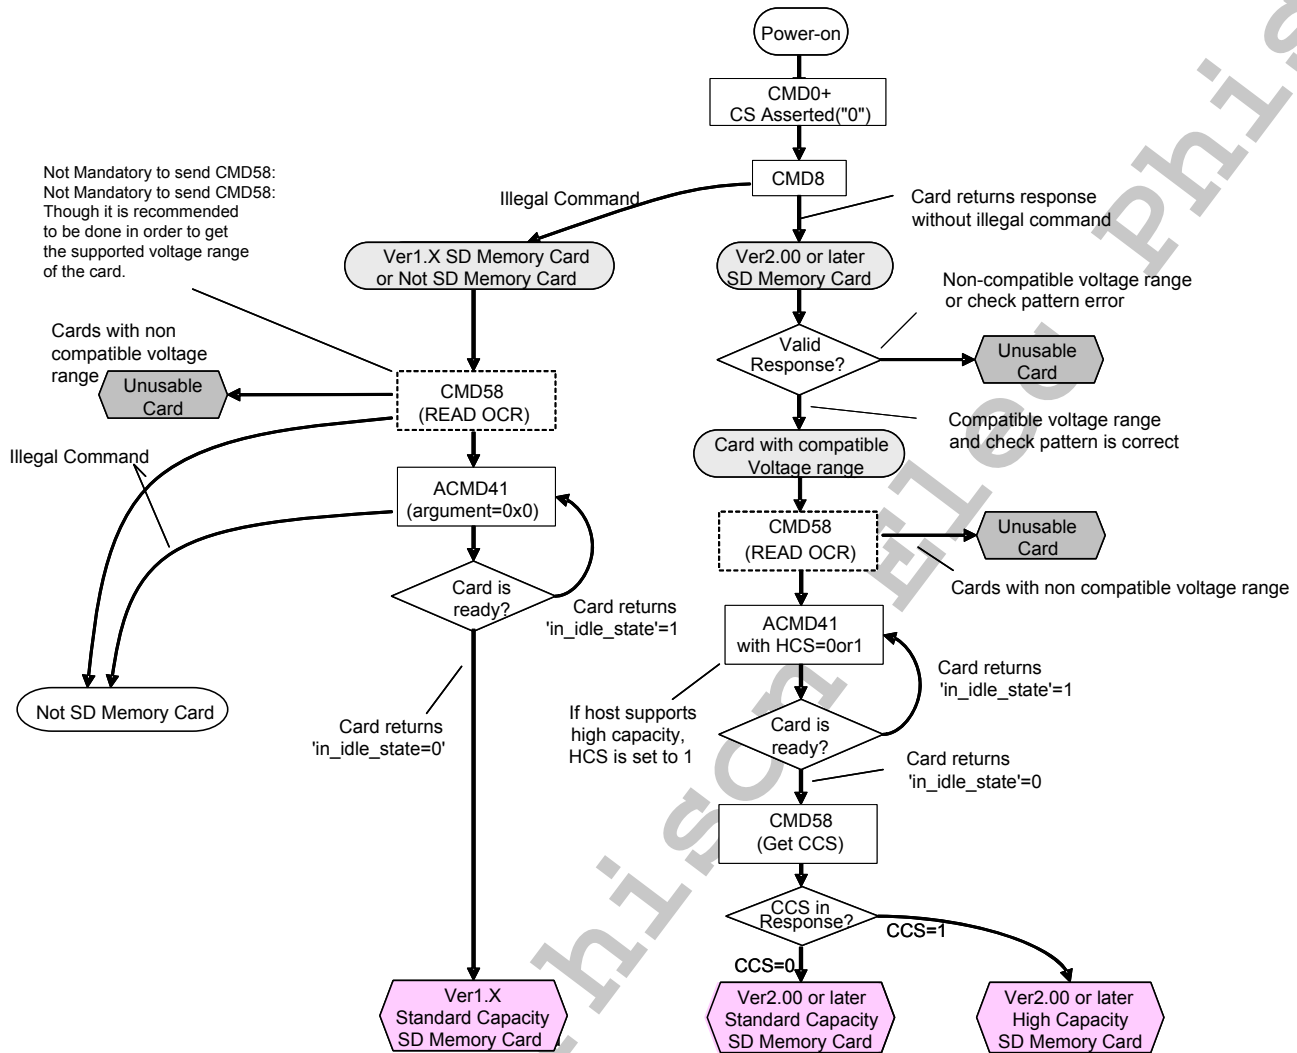 Power-on
CMD0+
CS Asserted("0")
CMD8
Illegal Command
Card returns response
without illegal command
Not Mandatory to send CMD58:
Not Mandatory to send CMD58:
Though it is recommended
to be done in order to get
the supported voltage range
of the card.
Ver1.X SD Memory Card
or Not SD Memory Card
Ver2.00 or later
SD Memory Card
Non-compatible voltage range
or check pattern error
Cards with non
compatible voltage
range
Unusable
Card
CMD58
(READ OCR)
Valid
Response?
Unusable
Card
Compatible voltage range
and check pattern is correct
Card with compatible
Voltage range
Illegal Command
ACMD41
(argument=0x0)
CMD58
(READ OCR)
Unusable
Card
Cards with non compatible voltage range
Card is
ready?
Card returns
'in_idle_state'=1
ACMD41
with HCS=0or1
Card returns
'in_idle_state'=1
Not SD Memory Card
Card returns
'in_idle_state=0'
If host supports
high capacity,
HCS is set to 1
Card is
ready?
Card returns
'in_idle_state'=0
CMD58
(Get CCS)
CCS in
Response?
CCS=1
CCS=0
Ver1.X
Standard Capacity
SD Memory Card
Ver2.00 or later
Standard Capacity
SD Memory Card
Ver2.00 or later
High Capacity
SD Memory Card